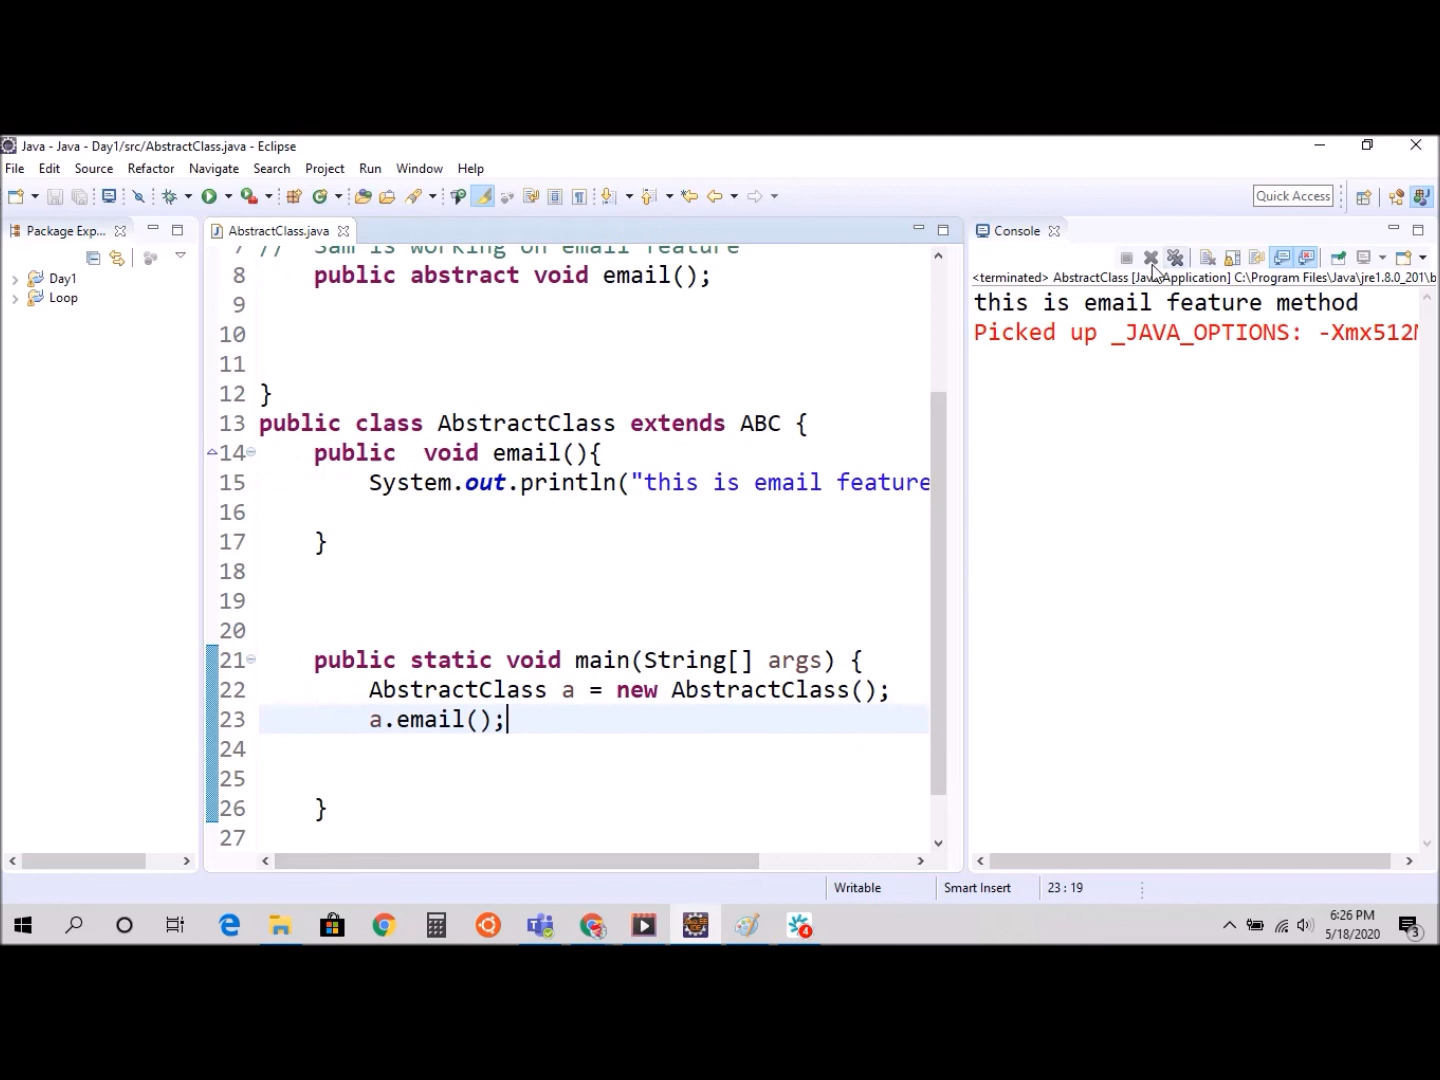 Java - Java - Day1/src/AbstractClass.java - Eclipse
File Edit Source Refactor Navigate Search Project Run Window Help
Quick Access
Package Exp...
AbstractClass.java
Console
Day1
Loop
<terminated> AbstractClass [Java Application] C:\Program Files\Java\jre1.8.0_201\b
this is email feature method
Picked up _JAVA_OPTIONS: -Xmx512M
7 // Sam is working on email feature
8 public abstract void email();
9
10
11
12 }
13 public class AbstractClass extends ABC {
14 public void email(){
15 System.out.println("this is email feature
16
17 }
18
19
20
21 public static void main(String[] args) {
22 AbstractClass a = new AbstractClass();
23 a.email();
24
25
26 }
27
Writable Smart Insert 23 : 19
6:26 PM
5/18/2020
4
3